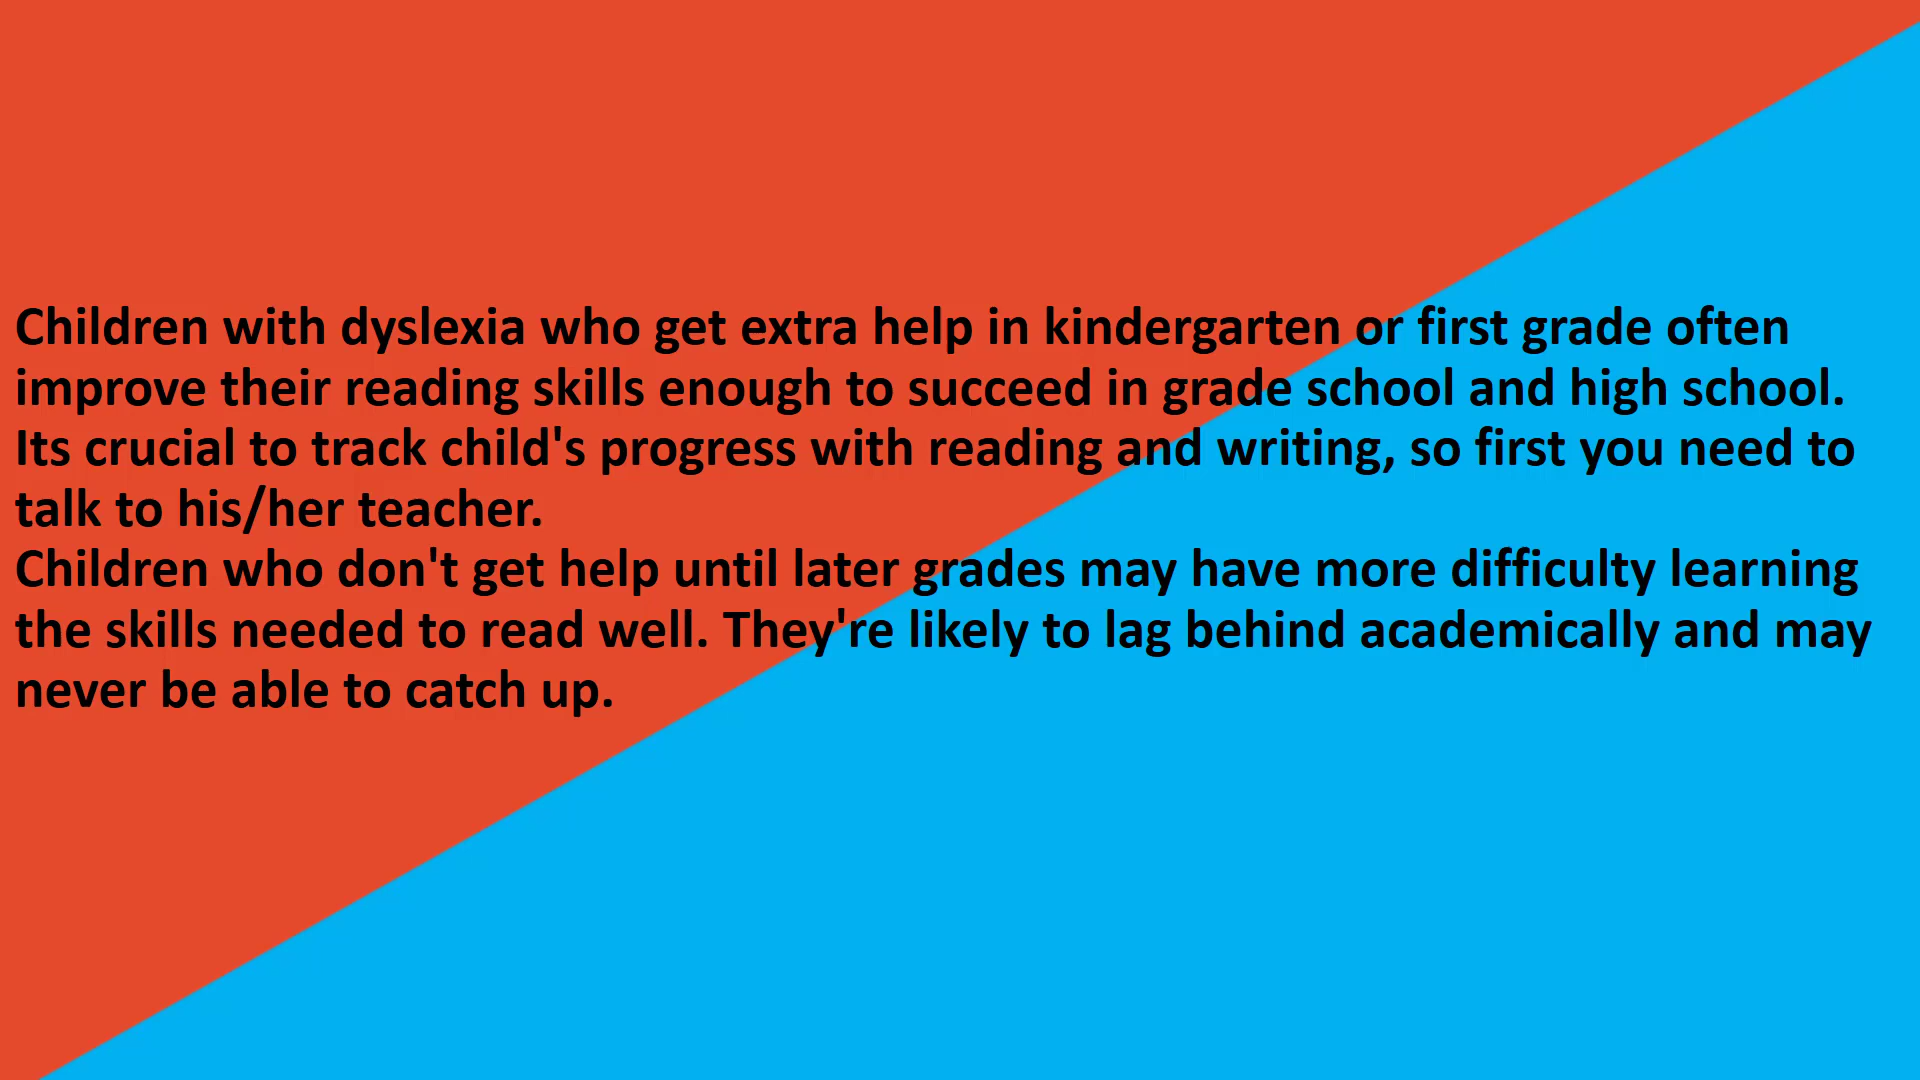 Children with dyslexia who get extra help in kindergarten or first grade often
improve their reading skills enough to succeed in grade school and high school.
Its crucial to track child's progress with reading and writing, so first you need to
talk to his/her teacher.
Children who don't get help until later grades may have more difficulty learning
the skills needed to read well. They're likely to lag behind academically and may
never be able to catch up.